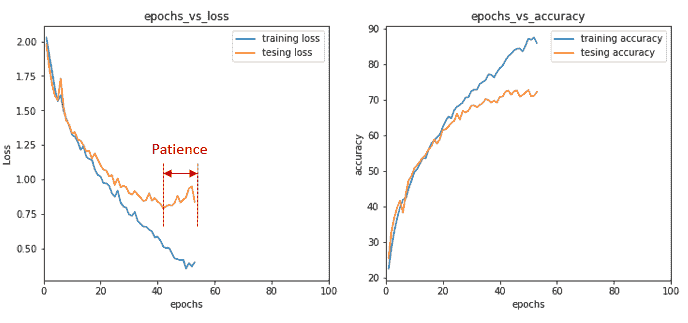 epochs_vs_loss
2.00
1.75
1.50
1.25
1.00
0.75
0.50
Loss
training loss
tesing loss
Patience
0
20
40
60
80
100
epochs
epochs_vs_accuracy
90
80
70
60
50
40
30
20
accuracy
training accuracy
tesing accuracy
0
20
40
60
80
100
epochs